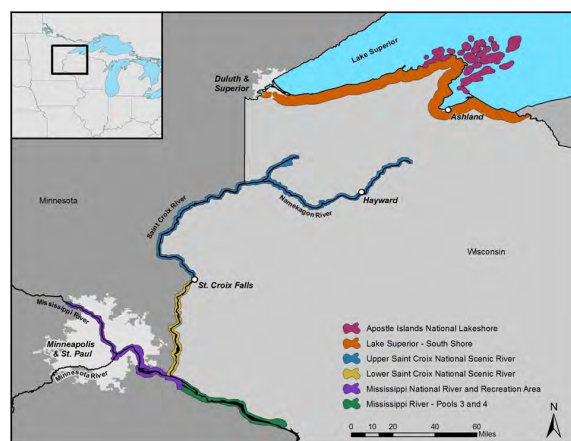 Lake Superior
Duluth &
Superior
Ashland
Minnesota
Saint Croix River
Namekagon River
Hayward
Wisconsin
St. Croix Falls
Mississippi River
Minneapolis
& St. Paul
Minnesota River
Apostle Islands National Lakeshore
Lake Superior - South Shore
Upper Saint Croix National Scenic River
Lower Saint Croix National Scenic River
Mississippi National River and Recreation Area
Mississippi River - Pools 3 and 4
0 20 40 60
Miles
N